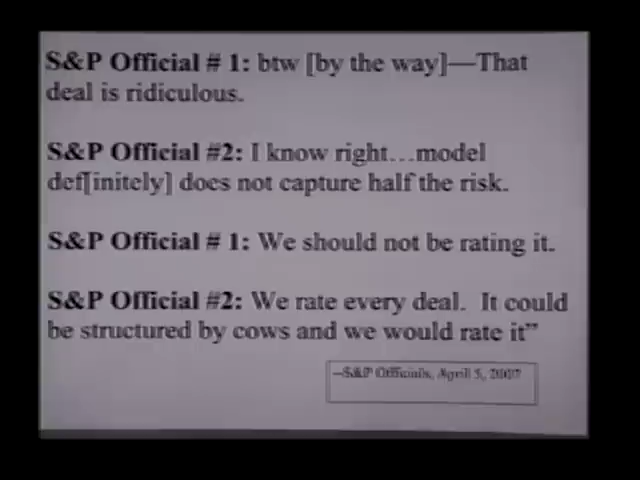 S&P Official # 1: btw [by the way]—That
deal is ridiculous.
S&P Official #2: I know right…model
def[initely] does not capture half the risk.
S&P Official # 1: We should not be rating it.
S&P Official #2: We rate every deal.  It could
be structured by cows and we would rate it”
–S&P Officials, April 5, 2007